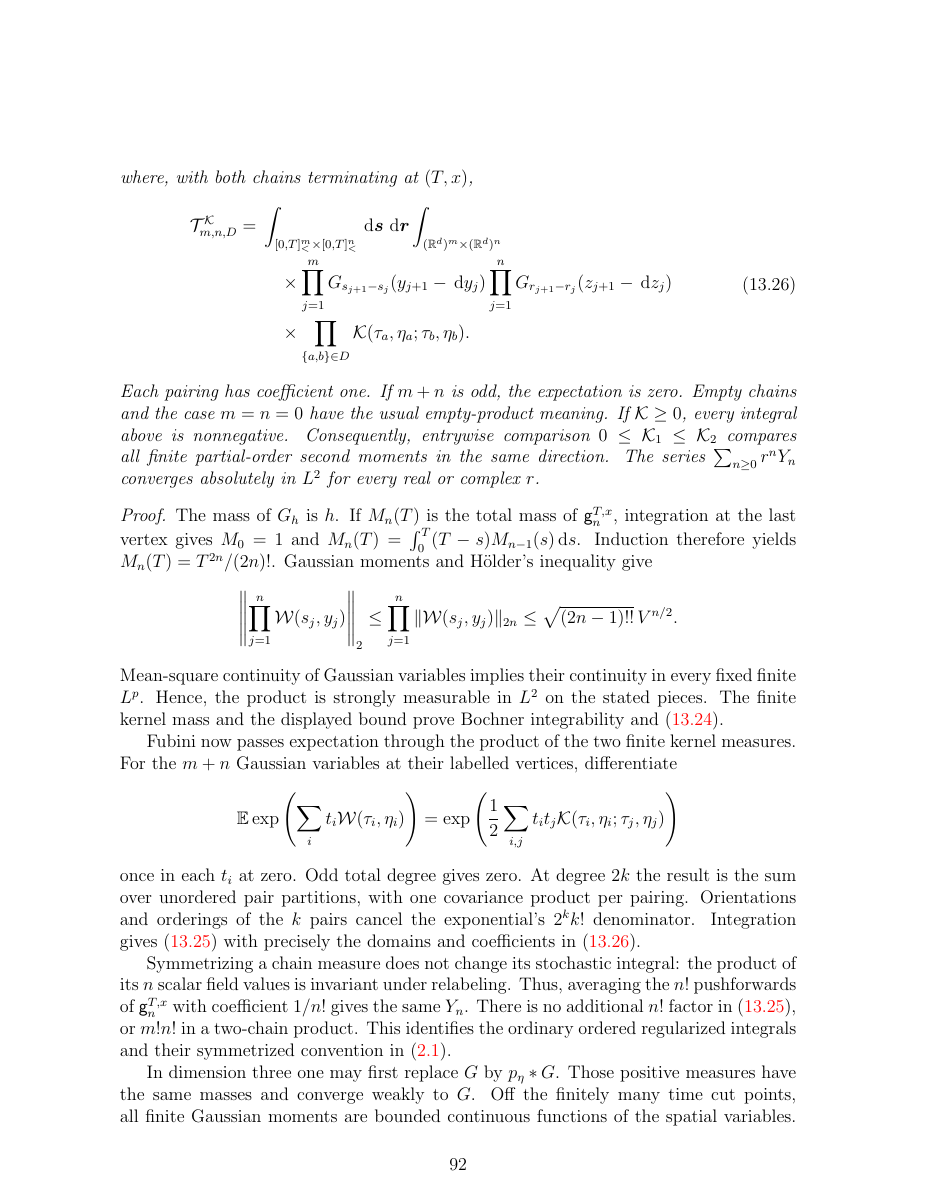 where, with both chains terminating at (T, x),
𝒯^𝒦_{m,n,D} = ∫_{[0,T]^m_< × [0,T]^n_<} d𝒔 d𝒓 ∫_{(ℝ^d)^m × (ℝ^d)^n}
× ∏_{j=1}^m G_{s_{j+1}−s_j}(y_{j+1} − dy_j) ∏_{j=1}^n G_{r_{j+1}−r_j}(z_{j+1} − dz_j) (13.26)
× ∏_{{a,b}∈D} 𝒦(τ_a, η_a; τ_b, η_b).
Each pairing has coefficient one. If m + n is odd, the expectation is zero. Empty chains
and the case m = n = 0 have the usual empty-product meaning. If 𝒦 ≥ 0, every integral
above is nonnegative. Consequently, entrywise comparison 0 ≤ 𝒦_1 ≤ 𝒦_2 compares
all finite partial-order second moments in the same direction. The series ∑_{n≥0} r^n Y_n
converges absolutely in L^2 for every real or complex r.
Proof. The mass of G_h is h. If M_n(T) is the total mass of 𝗀_n^{T,x}, integration at the last
vertex gives M_0 = 1 and M_n(T) = ∫_0^T (T − s)M_{n−1}(s) ds. Induction therefore yields
M_n(T) = T^{2n}/(2n)!. Gaussian moments and Hölder's inequality give
‖∏_{j=1}^n 𝒲(s_j, y_j)‖_2 ≤ ∏_{j=1}^n ‖𝒲(s_j, y_j)‖_{2n} ≤ √((2n − 1)!!) V^{n/2}.
Mean-square continuity of Gaussian variables implies their continuity in every fixed finite
L^p. Hence, the product is strongly measurable in L^2 on the stated pieces. The finite
kernel mass and the displayed bound prove Bochner integrability and (13.24).
Fubini now passes expectation through the product of the two finite kernel measures.
For the m + n Gaussian variables at their labelled vertices, differentiate
𝔼 exp(∑_i t_i 𝒲(τ_i, η_i)) = exp(1/2 ∑_{i,j} t_i t_j 𝒦(τ_i, η_i; τ_j, η_j))
once in each t_i at zero. Odd total degree gives zero. At degree 2k the result is the sum
over unordered pair partitions, with one covariance product per pairing. Orientations
and orderings of the k pairs cancel the exponential's 2^k k! denominator. Integration
gives (13.25) with precisely the domains and coefficients in (13.26).
Symmetrizing a chain measure does not change its stochastic integral: the product of
its n scalar field values is invariant under relabeling. Thus, averaging the n! pushforwards
of 𝗀_n^{T,x} with coefficient 1/n! gives the same Y_n. There is no additional n! factor in (13.25),
or m!n! in a two-chain product. This identifies the ordinary ordered regularized integrals
and their symmetrized convention in (2.1).
In dimension three one may first replace G by p_η ∗ G. Those positive measures have
the same masses and converge weakly to G. Off the finitely many time cut points,
all finite Gaussian moments are bounded continuous functions of the spatial variables.
92